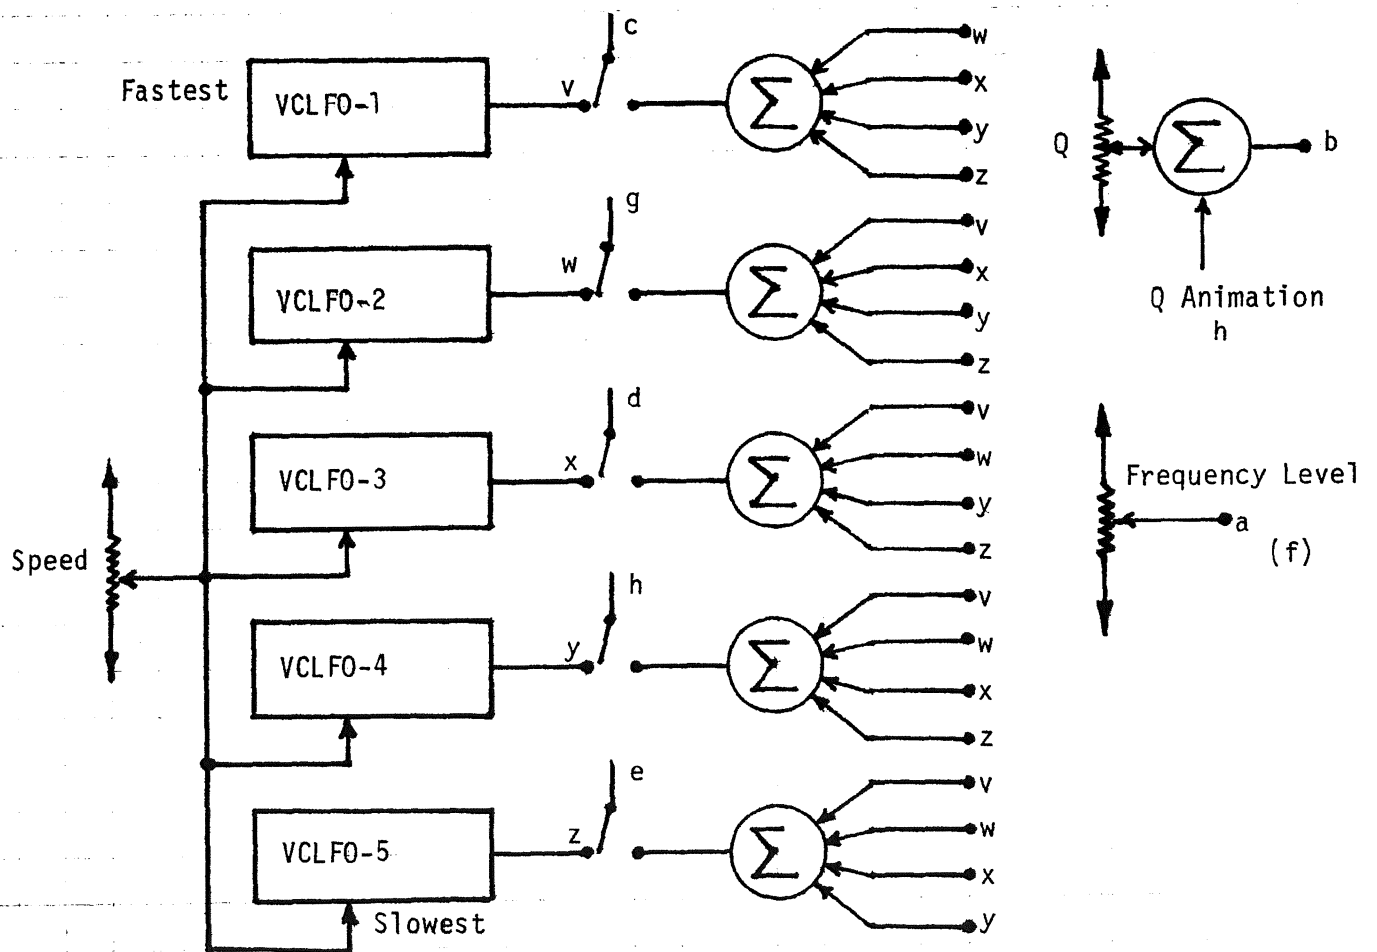 c
w
Fastest
VCLFO-1
v
Σ
x
y
z
Q
Σ
b
g
v
w
VCLFO-2
Σ
x
y
z
Q Animation
h
d
v
x
VCLFO-3
Σ
w
y
z
Frequency Level
a
(f)
Speed
h
v
y
VCLFO-4
Σ
w
x
z
e
v
z
VCLFO-5
Σ
w
x
y
Slowest